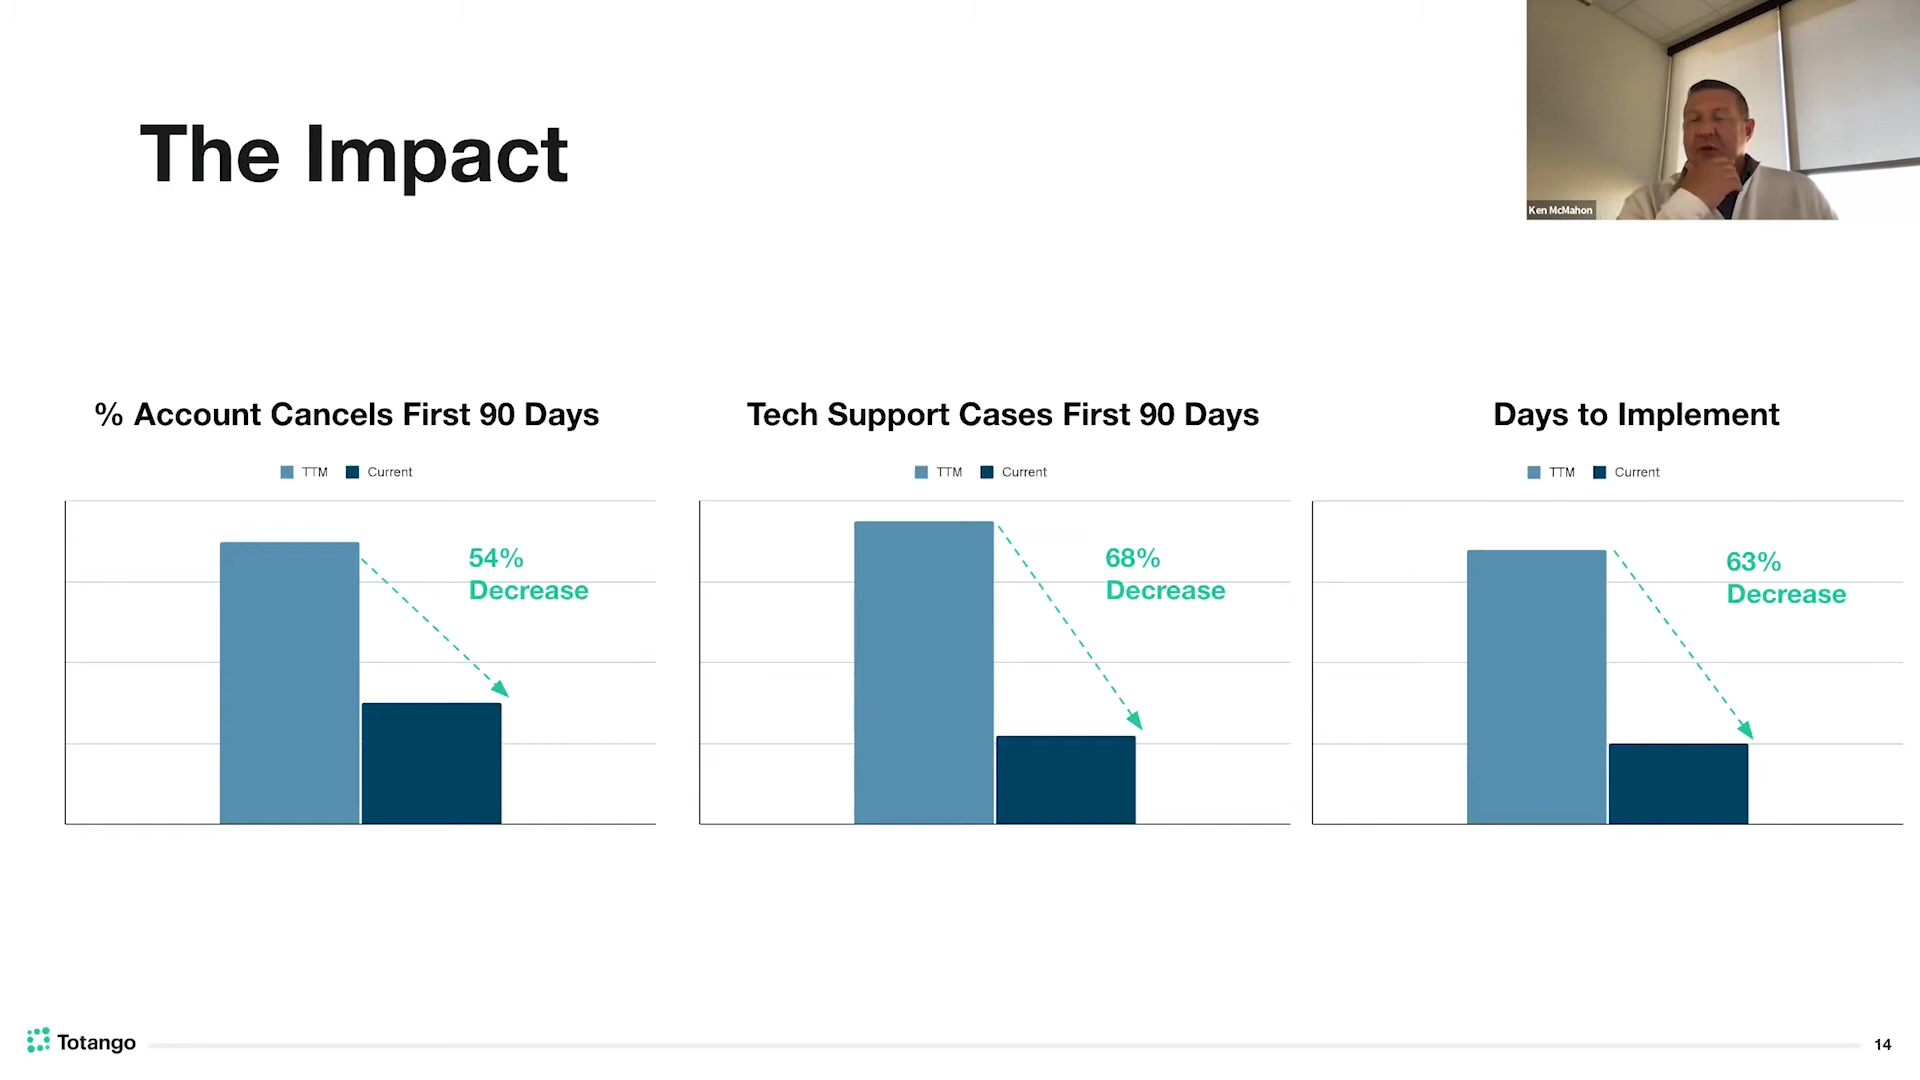 The Impact
Ken McMahon
% Account Cancels First 90 Days
TTM Current
54%
Decrease
Tech Support Cases First 90 Days
TTM Current
68%
Decrease
Days to Implement
TTM Current
63%
Decrease
Totango
14